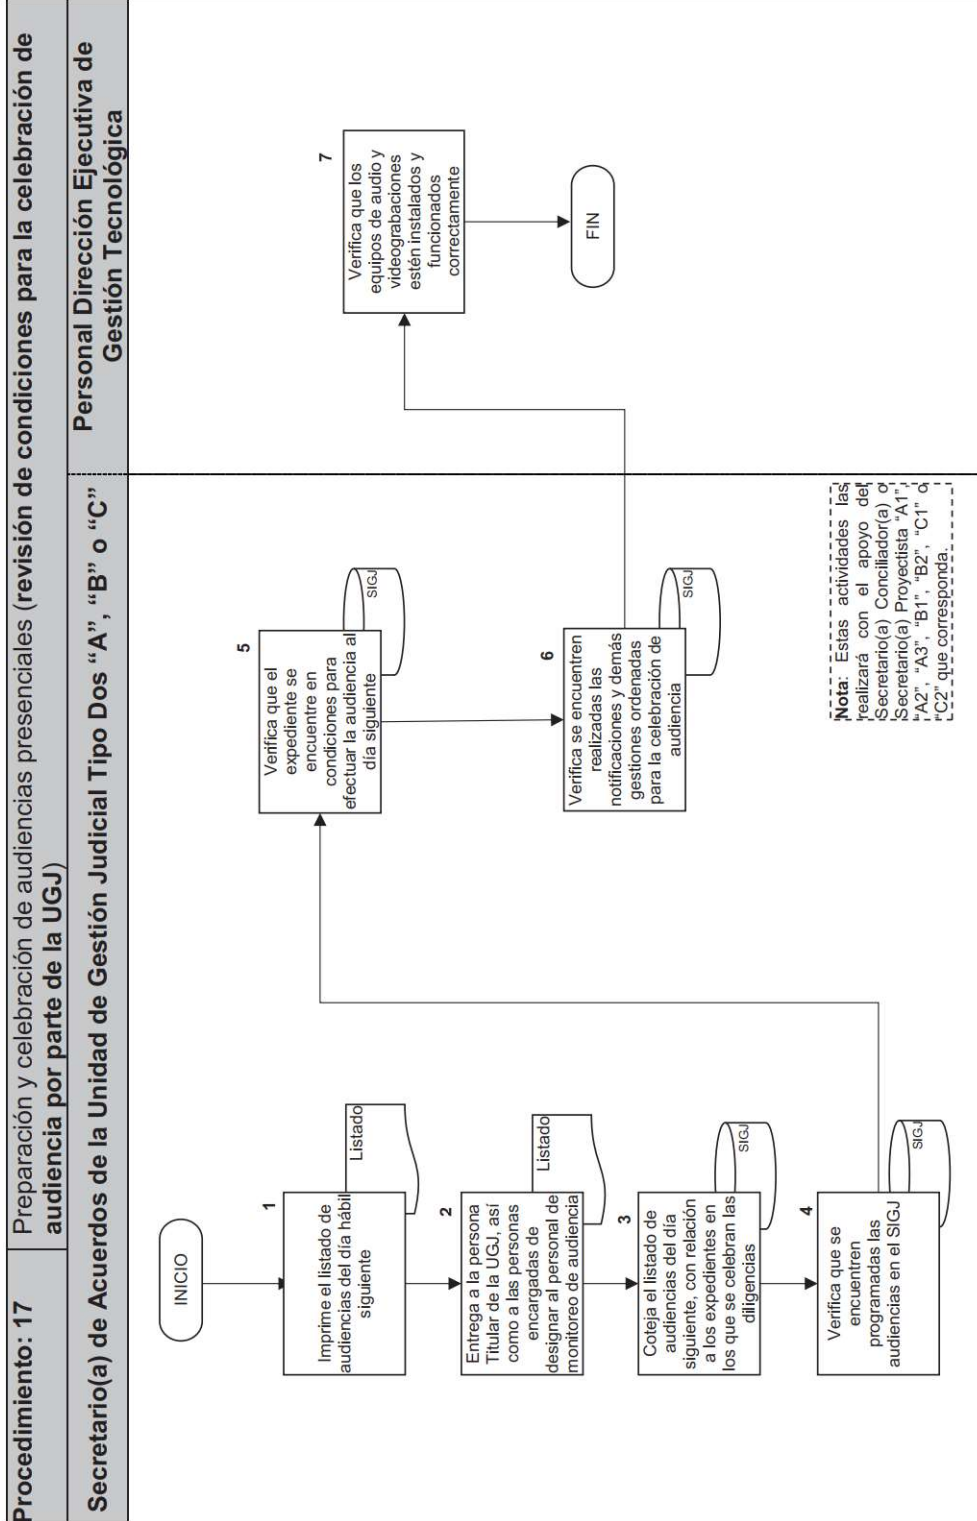 Procedimiento: 17
Preparación y celebración de audiencias presenciales (revisión de condiciones para la celebración de
audiencia por parte de la UGJ)
Secretario(a) de Acuerdos de la Unidad de Gestión Judicial Tipo Dos “A”, “B” o “C”
Personal Dirección Ejecutiva de
Gestión Tecnológica
INICIO
1
Imprime el listado de
audiencias del día hábil
siguiente
Listado
2
Entrega a la persona
Titular de la UGJ, así
como a las personas
encargadas de
designar al personal de
monitoreo de audiencia
Listado
3
Coteja el listado de
audiencias del día
siguiente, con relación
a los expedientes en
los que se celebran las
diligencias
SIGJ
4
Verifica que se
encuentren
programadas las
audiencias en el SIGJ
SIGJ
5
Verifica que el
expediente se
encuentre en
condiciones para
efectuar la audiencia al
día siguiente
SIGJ
6
Verifica se encuentren
realizadas las
notificaciones y demás
gestiones ordenadas
para la celebración de
audiencia
SIGJ
Nota: Estas actividades las
realizará con el apoyo del
Secretario(a) Conciliador(a) o
Secretario(a) Proyectista “A1”,
“A2”, “A3”, “B1”, “B2”, “C1” o
“C2” que corresponda.
7
Verifica que los
equipos de audio y
videograbaciones
estén instalados y
funcionados
correctamente
FIN